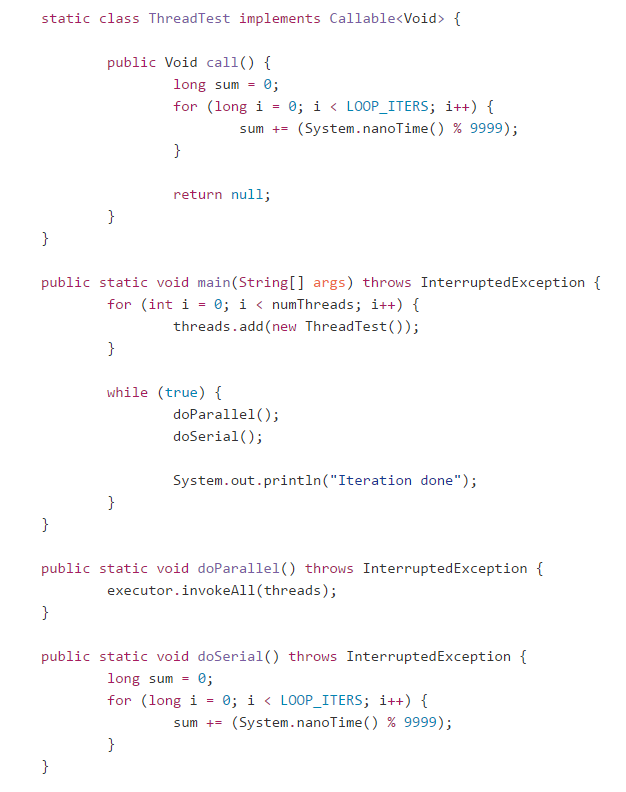 static class ThreadTest implements Callable<Void> {
public Void call() {
long sum = 0;
for (long i = 0; i < LOOP_ITERS; i++) {
sum += (System.nanoTime() % 9999);
}
return null;
}
}
public static void main(String[] args) throws InterruptedException {
for (int i = 0; i < numThreads; i++) {
threads.add(new ThreadTest());
}
while (true) {
doParallel();
doSerial();
System.out.println("Iteration done");
}
}
public static void doParallel() throws InterruptedException {
executor.invokeAll(threads);
}
public static void doSerial() throws InterruptedException {
long sum = 0;
for (long i = 0; i < LOOP_ITERS; i++) {
sum += (System.nanoTime() % 9999);
}
}